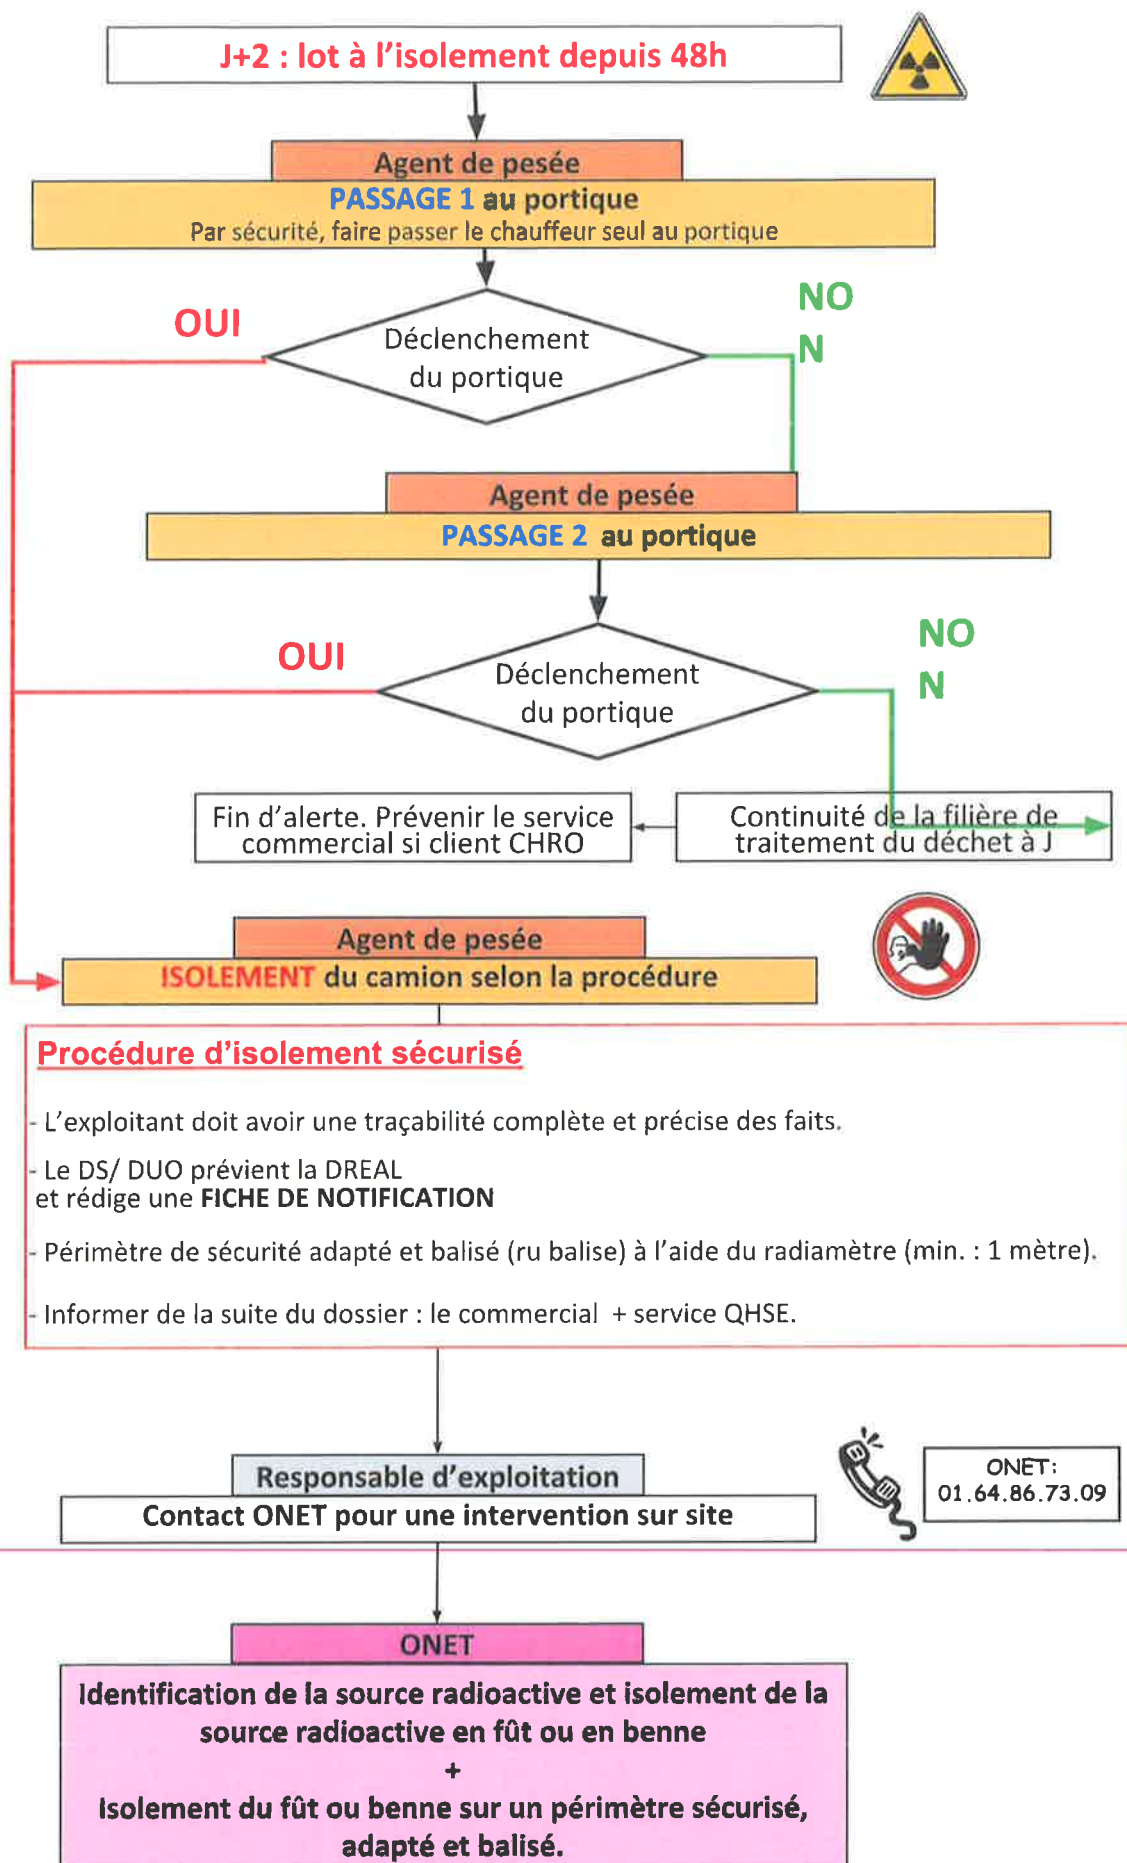 J+2 : lot à l'isolement depuis 48h
Agent de pesée
PASSAGE 1 au portique
Par sécurité, faire passer le chauffeur seul au portique
OUI
NO
N
Déclenchement
du portique
Agent de pesée
PASSAGE 2 au portique
OUI
NO
N
Déclenchement
du portique
Fin d'alerte. Prévenir le service
commercial si client CHRO
Continuité de la filière de
traitement du déchet à J
Agent de pesée
ISOLEMENT du camion selon la procédure
Procédure d'isolement sécurisé
- L'exploitant doit avoir une traçabilité complète et précise des faits.
- Le DS/ DUO prévient la DREAL
et rédige une FICHE DE NOTIFICATION
- Périmètre de sécurité adapté et balisé (ru balise) à l'aide du radiamètre (min. : 1 mètre).
- Informer de la suite du dossier : le commercial + service QHSE.
Responsable d'exploitation
Contact ONET pour une intervention sur site
ONET:
01.64.86.73.09
ONET
Identification de la source radioactive et isolement de la
source radioactive en fût ou en benne
+
Isolement du fût ou benne sur un périmètre sécurisé,
adapté et balisé.